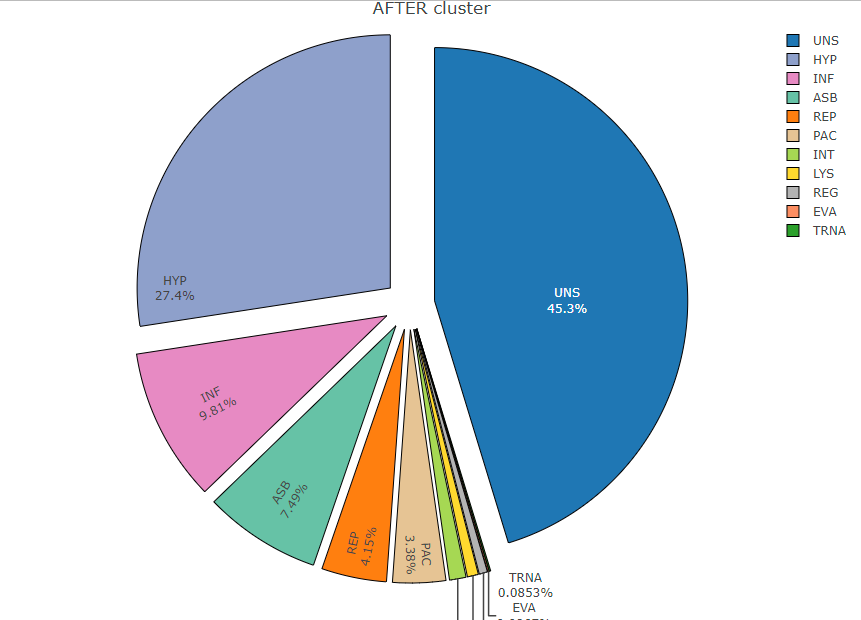 AFTER cluster
UNS
HYP
INF
ASB
REP
PAC
INT
LYS
REG
EVA
TRNA
HYP
27.4%
UNS
45.3%
INF
9.81%
ASB
7.49%
REP
4.15%
PAC
3.38%
TRNA
0.0853%
EVA